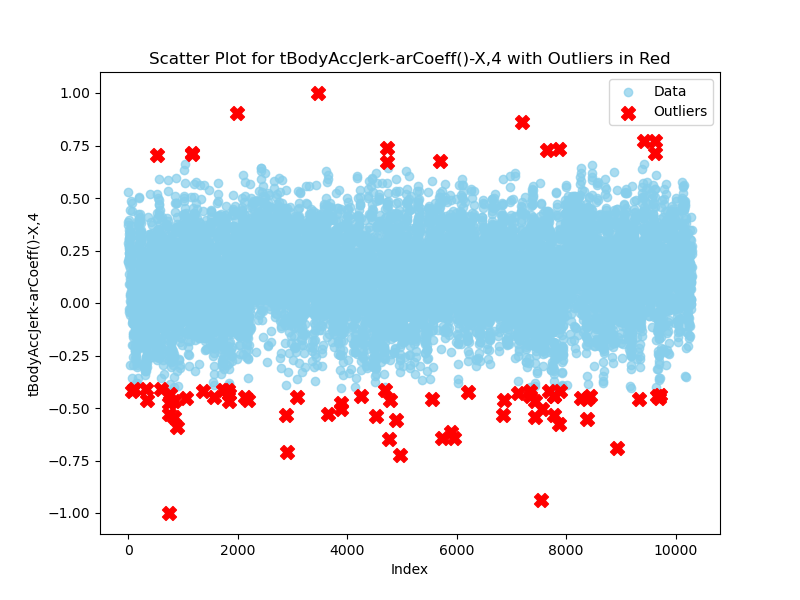 Scatter Plot for tBodyAccJerk-arCoeff()-X,4 with Outliers in Red
Data
Outliers
1.00
0.75
0.50
0.25
0.00
−0.25
−0.50
−0.75
−1.00
tBodyAccJerk-arCoeff()-X,4
0 2000 4000 6000 8000 10000
Index